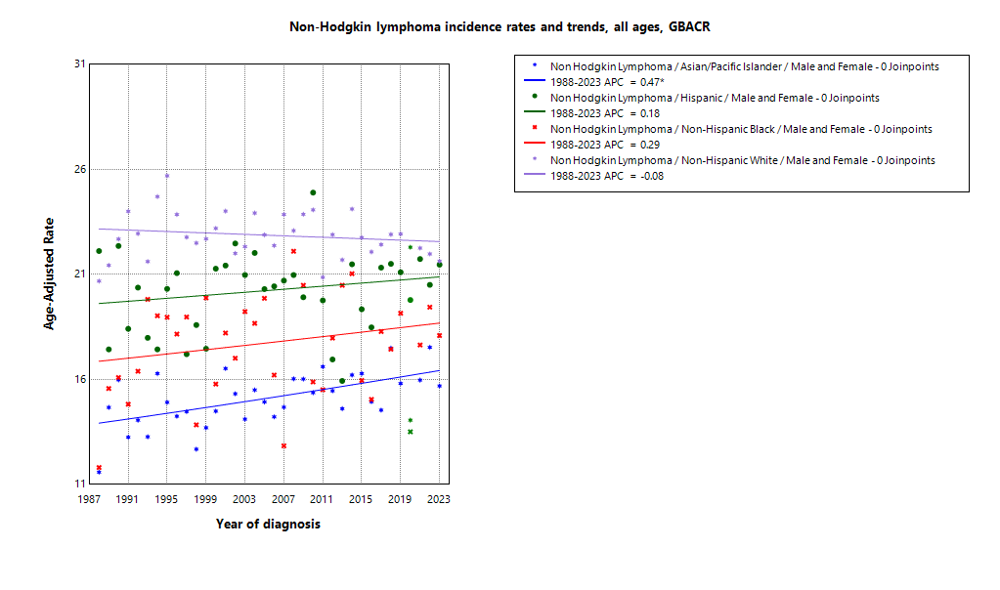 Non-Hodgkin lymphoma incidence rates and trends, all ages, GBACR
Non Hodgkin Lymphoma / Asian/Pacific Islander / Male and Female - 0 Joinpoints
1988-2023 APC = 0.47*
Non Hodgkin Lymphoma / Hispanic / Male and Female - 0 Joinpoints
1988-2023 APC = 0.18
Non Hodgkin Lymphoma / Non-Hispanic Black / Male and Female - 0 Joinpoints
1988-2023 APC = 0.29
Non Hodgkin Lymphoma / Non-Hispanic White / Male and Female - 0 Joinpoints
1988-2023 APC = -0.08
Age-Adjusted Rate
31
26
21
16
11
1987 1991 1995 1999 2003 2007 2011 2015 2019 2023
Year of diagnosis